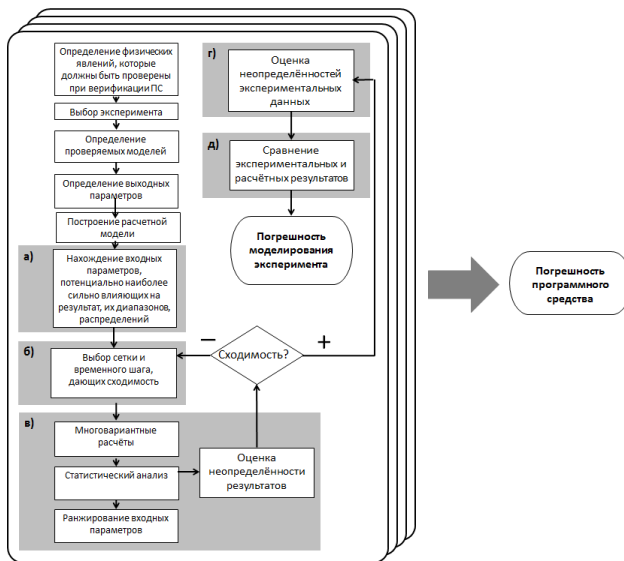 Определение физических
явлений, которые
должны быть проверены
при верификации ПС
Выбор эксперимента
Определение
проверяемых моделей
Определение выходных
параметров
Построение расчетной
модели
а)
Нахождение входных
параметров,
потенциально наиболее
сильно влияющих на
результат, их диапазонов,
распределений
б)
Выбор сетки и
временного шага,
дающих сходимость
в)
Многовариантные
расчёты
Статистический анализ
Ранжирование входных
параметров
Оценка
неопределённости
результатов
Сходимость?
−
+
г)
Оценка
неопределённостей
экспериментальных
данных
д)
Сравнение
экспериментальных и
расчётных результатов
Погрешность
моделирования
эксперимента
Погрешность
программного
средства